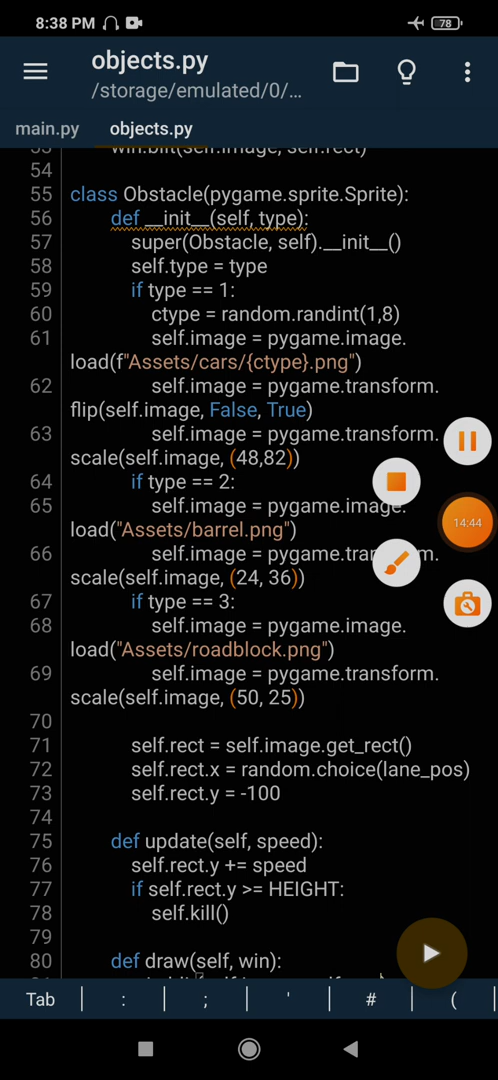 8:38 PM 78
objects.py
/storage/emulated/0/...
main.py objects.py
53 win.blit(self.image, self.rect)
54
55 class Obstacle(pygame.sprite.Sprite):
56 def __init__(self, type):
57 super(Obstacle, self).__init__()
58 self.type = type
59 if type == 1:
60 ctype = random.randint(1,8)
61 self.image = pygame.image.
load(f"Assets/cars/{ctype}.png")
62 self.image = pygame.transform.
flip(self.image, False, True)
63 self.image = pygame.transform.
scale(self.image, (48,82))
64 if type == 2:
65 self.image = pygame.image.
load("Assets/barrel.png")
66 self.image = pygame.transform.
scale(self.image, (24, 36))
67 if type == 3:
68 self.image = pygame.image.
load("Assets/roadblock.png")
69 self.image = pygame.transform.
scale(self.image, (50, 25))
70
71 self.rect = self.image.get_rect()
72 self.rect.x = random.choice(lane_pos)
73 self.rect.y = -100
74
75 def update(self, speed):
76 self.rect.y += speed
77 if self.rect.y >= HEIGHT:
78 self.kill()
79
80 def draw(self, win):
14:44
Tab : ; ' # (